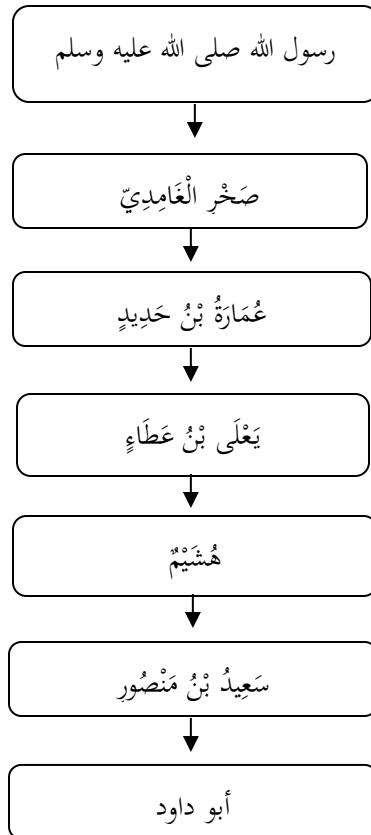 رسول الله صلى الله عليه وسلم
صَخْرِ الْغَامِدِيّ
عُمَارَةُ بْنُ حَدِيدٍ
يَعْلَى بْنُ عَطَاءٍ
هُشَيْمٌ
سَعِيدُ بْنُ مَنْصُورٍ
أبو داود